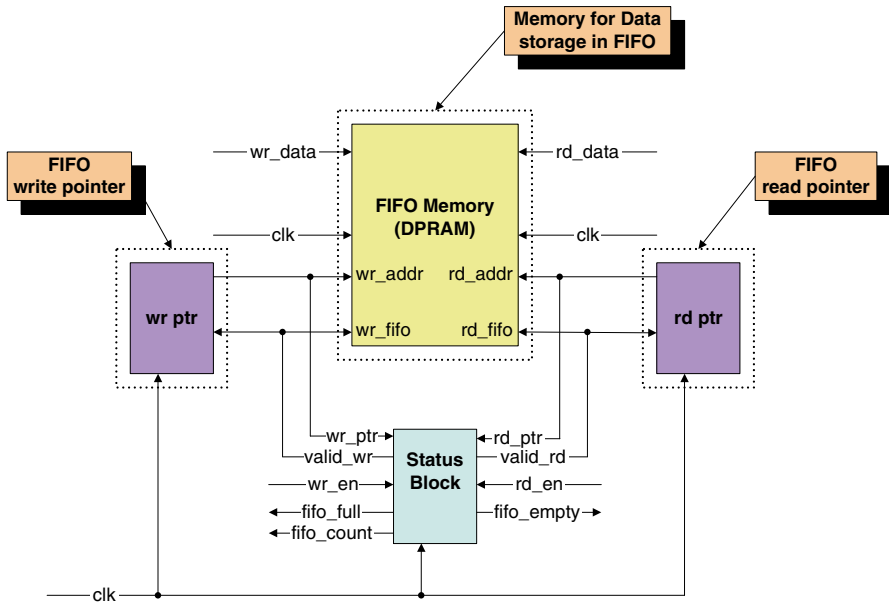 Memory for Data
storage in FIFO
wr_data
rd_data
FIFO
write pointer
FIFO
read pointer
FIFO Memory
(DPRAM)
clk
clk
wr_addr
rd_addr
wr ptr
wr_fifo
rd_fifo
rd ptr
wr_ptr
rd_ptr
valid_wr
valid_rd
Status
Block
wr_en
rd_en
fifo_full
fifo_empty
fifo_count
clk